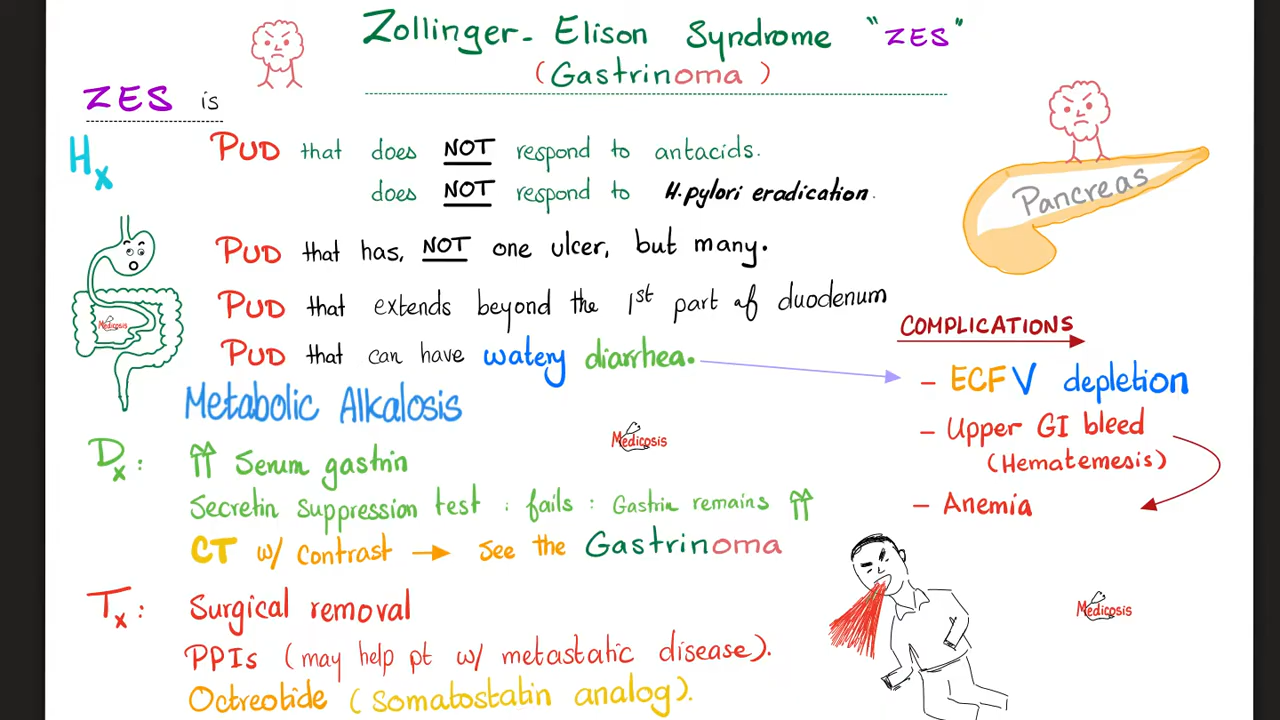 Zollinger- Elison Syndrome "ZES"
(Gastrinoma)
ZES is
Hx
PUD that does NOT respond to antacids.
does NOT respond to H.pylori eradication.
PUD that has, NOT one ulcer, but many.
PUD that extends beyond the 1st part of duodenum
PUD that can have watery diarrhea.
Metabolic Alkalosis
Pancreas
Medicosis
COMPLICATIONS
- ECFV depletion
- Upper GI bleed
(Hematemesis)
- Anemia
Medicosis
Dx: ⇈ Serum gastrin
Secretin suppression test : fails : Gastrin remains ⇈
CT w/ Contrast → See the Gastrinoma
Tx: Surgical removal
PPIs (may help pt w/ metastatic disease).
Octreotide (somatostatin analog).
Medicosis